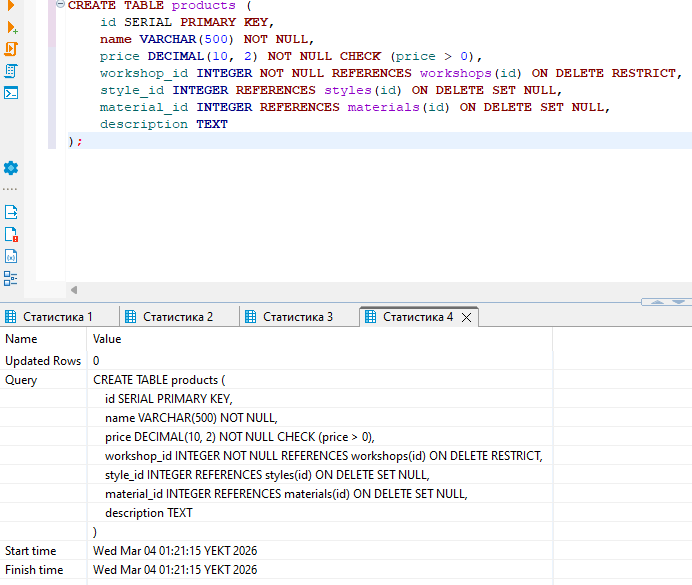 CREATE TABLE products (
    id SERIAL PRIMARY KEY,
    name VARCHAR(500) NOT NULL,
    price DECIMAL(10, 2) NOT NULL CHECK (price > 0),
    workshop_id INTEGER NOT NULL REFERENCES workshops(id) ON DELETE RESTRICT,
    style_id INTEGER REFERENCES styles(id) ON DELETE SET NULL,
    material_id INTEGER REFERENCES materials(id) ON DELETE SET NULL,
    description TEXT
);
Статистика 1 Статистика 2 Статистика 3 Статистика 4
Name Value
Updated Rows 0
Query CREATE TABLE products (
    id SERIAL PRIMARY KEY,
    name VARCHAR(500) NOT NULL,
    price DECIMAL(10, 2) NOT NULL CHECK (price > 0),
    workshop_id INTEGER NOT NULL REFERENCES workshops(id) ON DELETE RESTRICT,
    style_id INTEGER REFERENCES styles(id) ON DELETE SET NULL,
    material_id INTEGER REFERENCES materials(id) ON DELETE SET NULL,
    description TEXT
)
Start time Wed Mar 04 01:21:15 YEKT 2026
Finish time Wed Mar 04 01:21:15 YEKT 2026